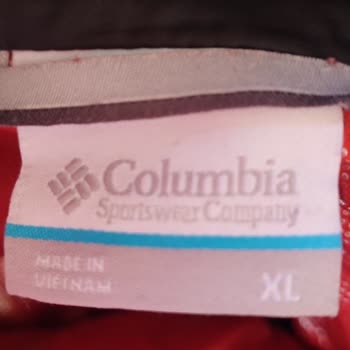 Columbia
Sportswear Company
MADE IN
VIETNAM
XL